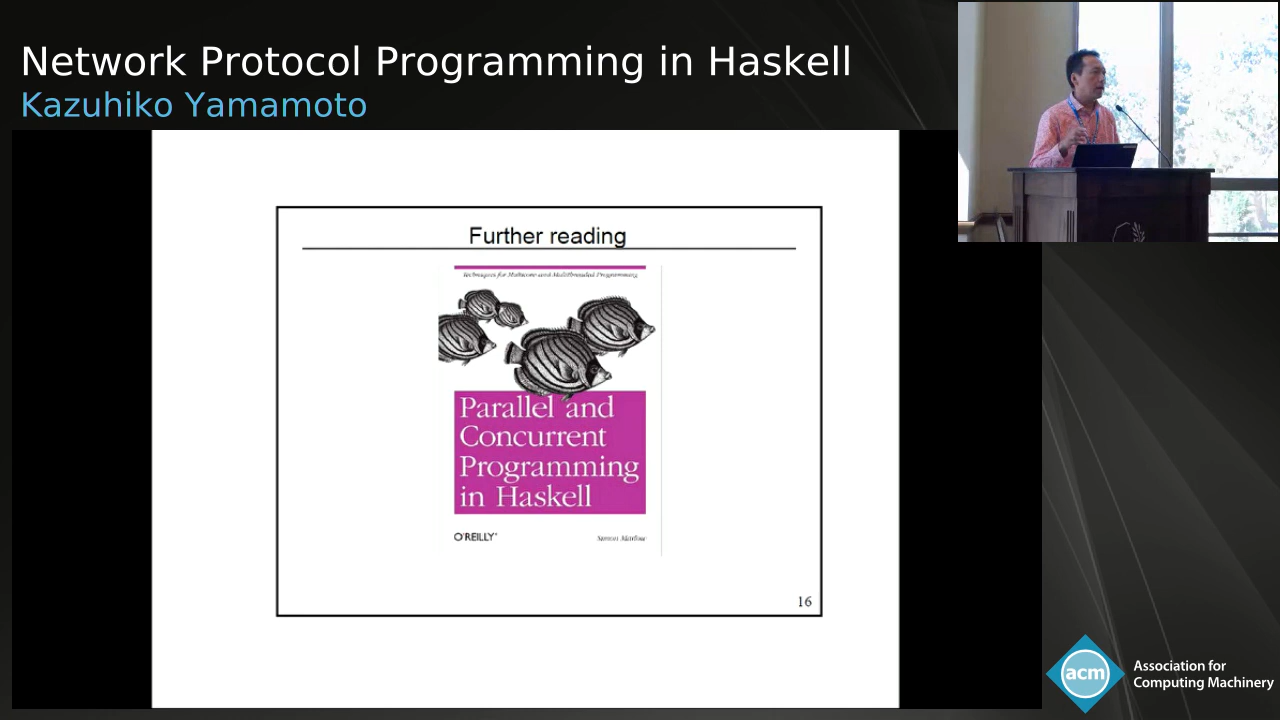 Network Protocol Programming in Haskell
Kazuhiko Yamamoto
Further reading
Techniques for Multicore and Multithreaded Programming
Parallel and
Concurrent
Programming
in Haskell
O'REILLY®
Simon Marlow
16
acm
Association for
Computing Machinery